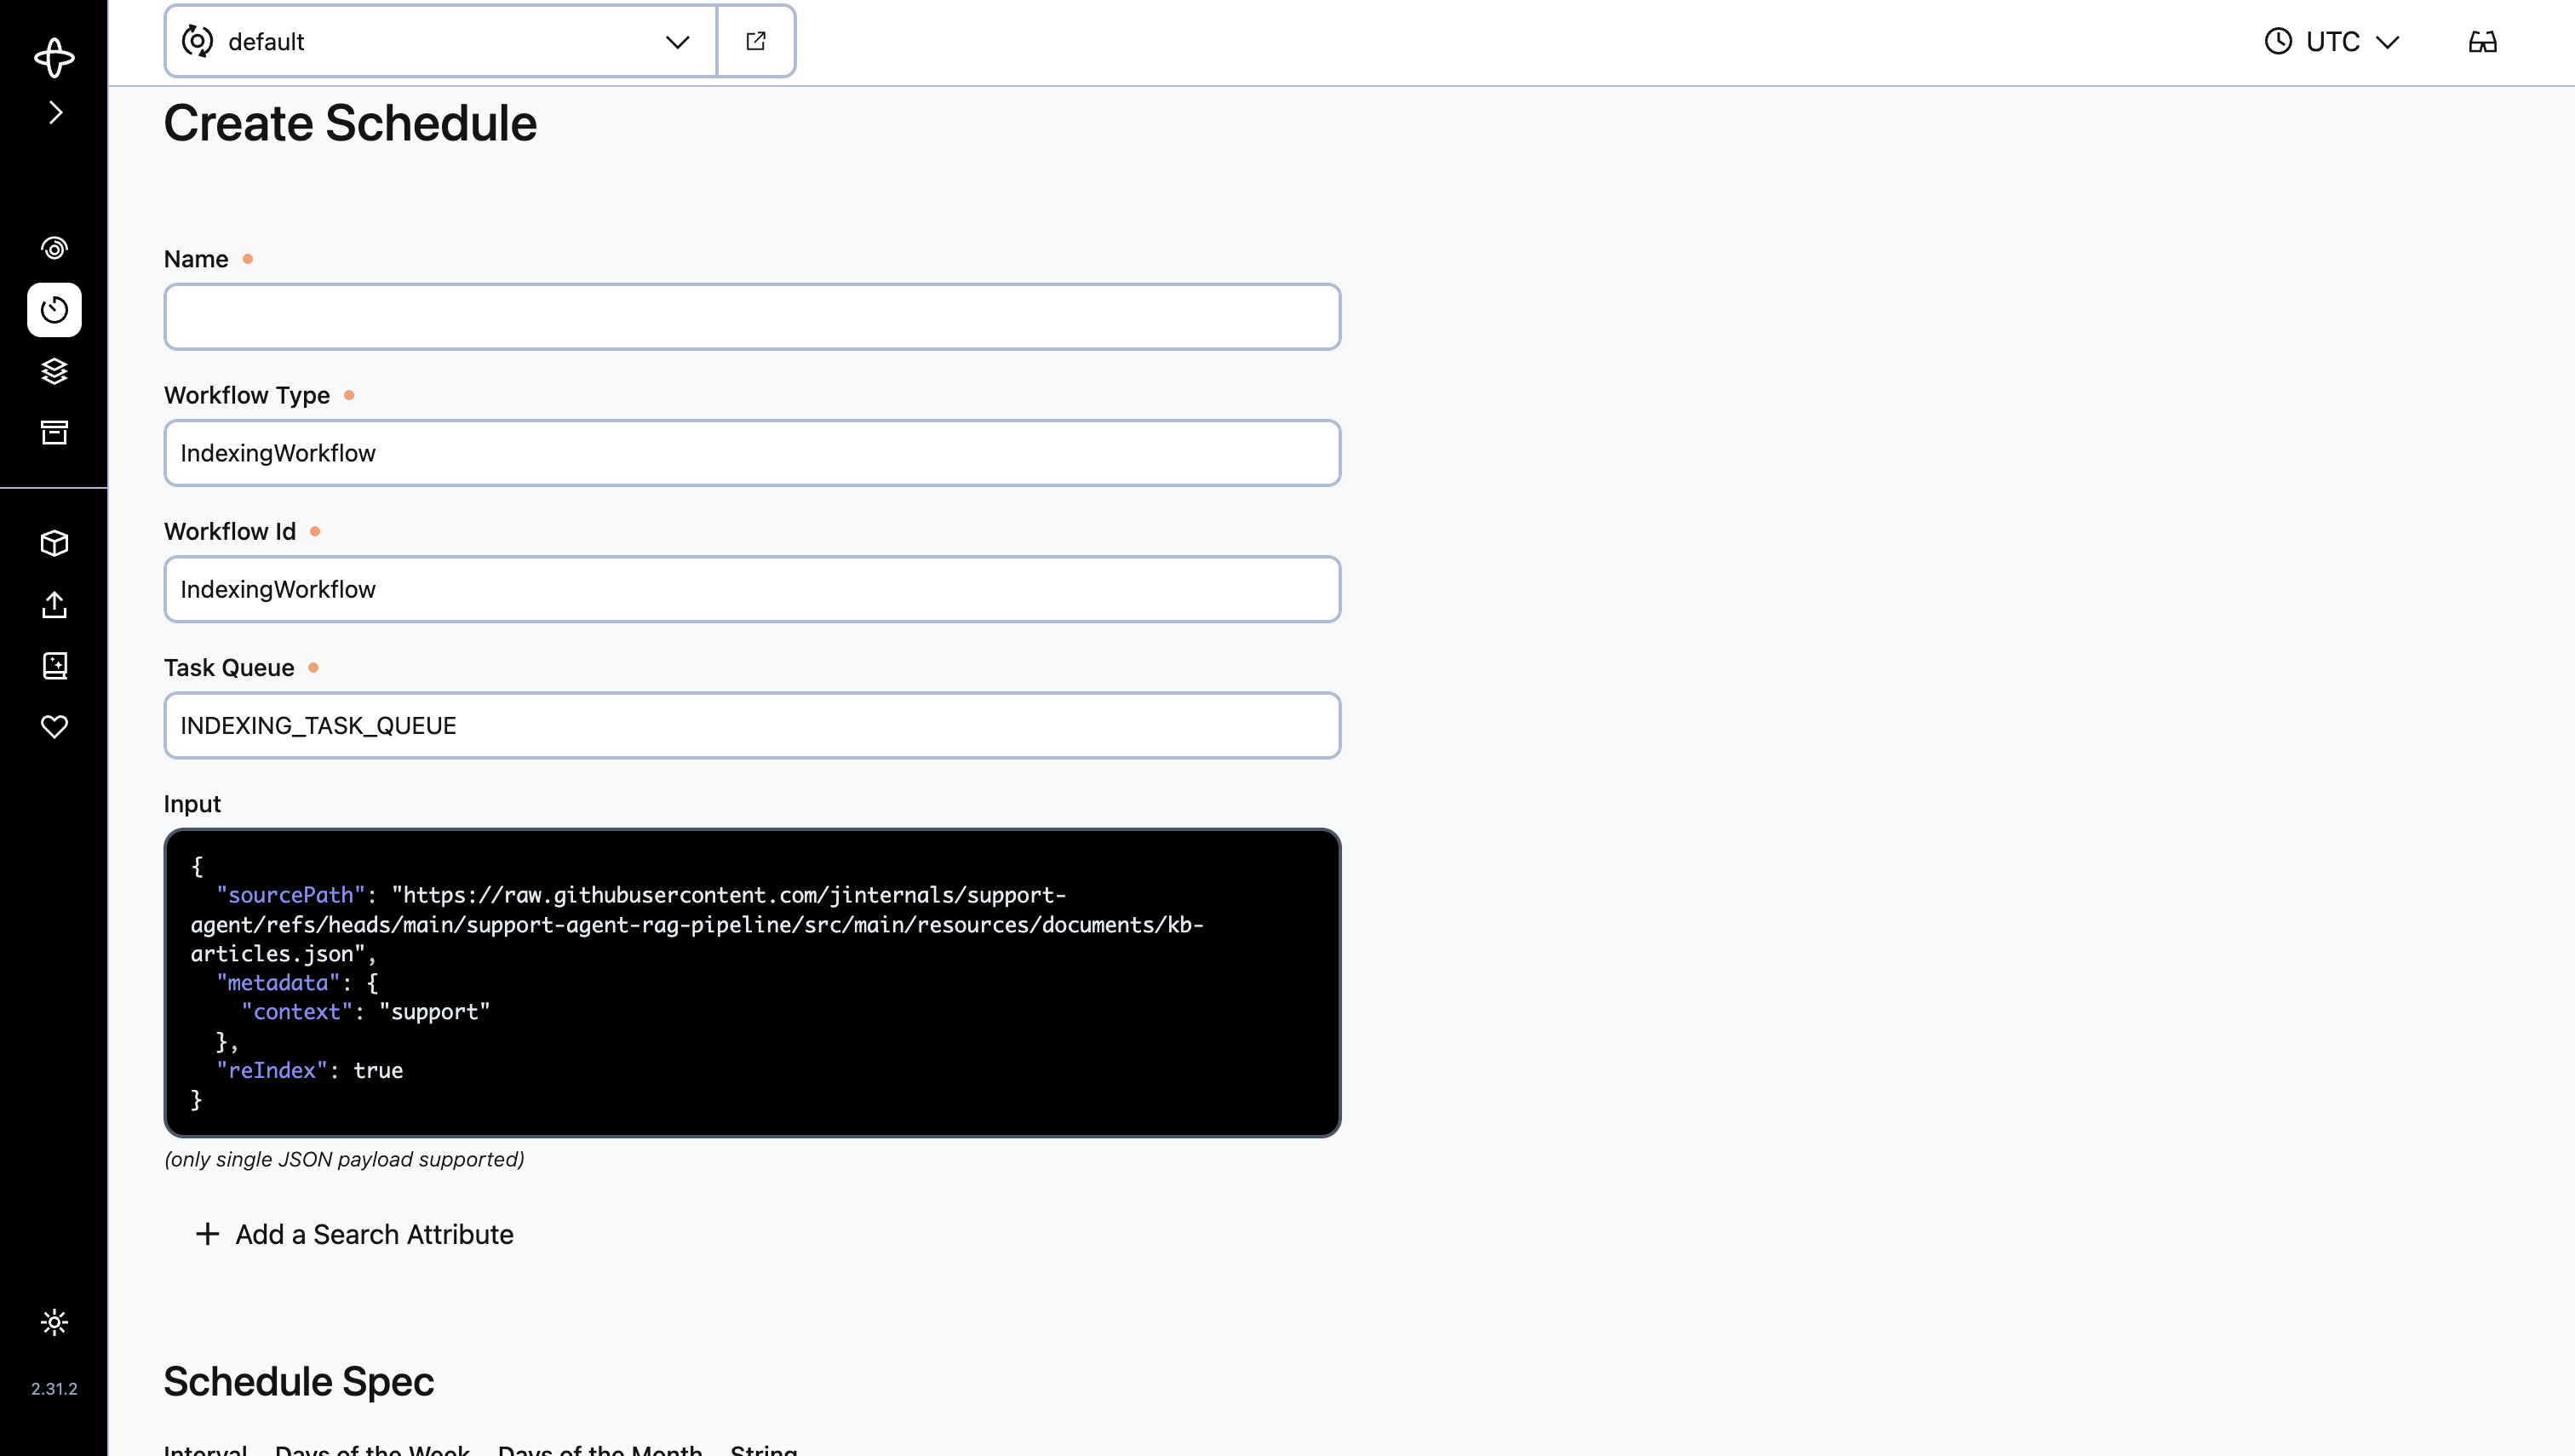 default
UTC
Create Schedule
Name
Workflow Type
IndexingWorkflow
Workflow Id
IndexingWorkflow
Task Queue
INDEXING_TASK_QUEUE
Input
{
"sourcePath": "https://raw.githubusercontent.com/jinternals/support-
agent/refs/heads/main/support-agent-rag-pipeline/src/main/resources/documents/kb-
articles.json",
"metadata": {
"context": "support"
},
"reIndex": true
}
(only single JSON payload supported)
Add a Search Attribute
2.31.2
Schedule Spec
Interval Days of the Week Days of the Month String